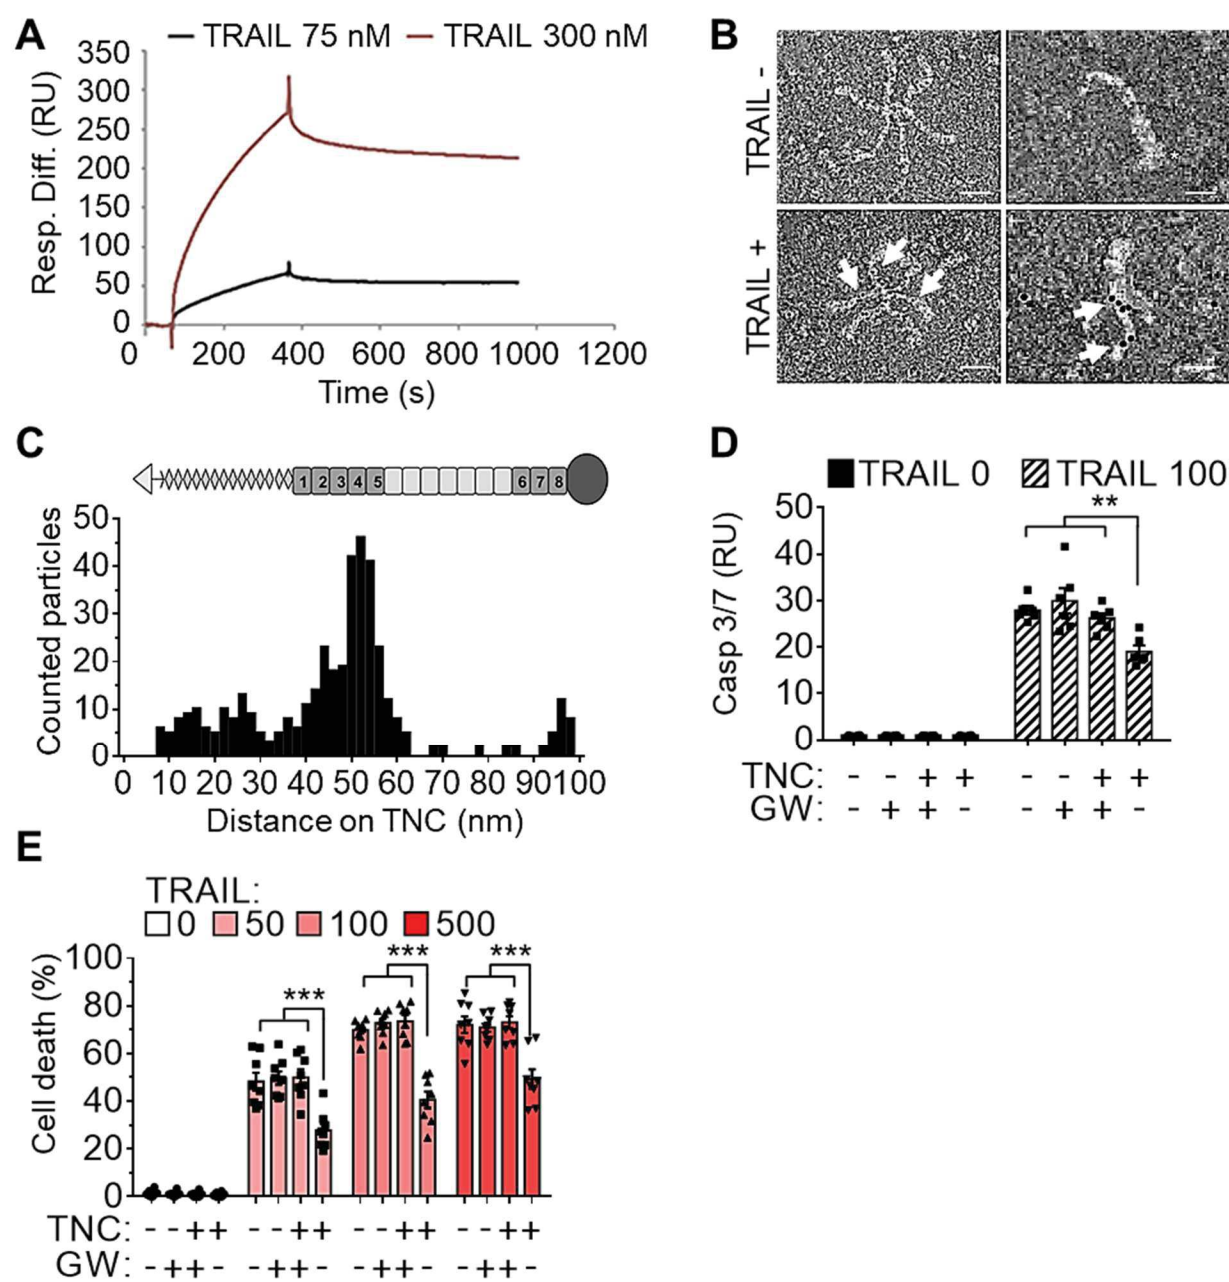 A
TRAIL 75 nM TRAIL 300 nM
350
300
250
200
150
100
50
0
0 200 400 600 800 1000 1200
Resp. Diff. (RU)
Time (s)
B
TRAIL -
TRAIL +
C
1 2 3 4 5 6 7 8
50
40
30
20
10
0
0 10 20 30 40 50 60 70 80 90 100
Counted particles
Distance on TNC (nm)
D
TRAIL 0 TRAIL 100
**
50
40
30
20
10
0
Casp 3/7 (RU)
TNC: - - + + - - + +
GW: - + + - - + + -
E
TRAIL:
0 50 100 500
*** *** ***
100
80
60
40
20
0
Cell death (%)
TNC: - - + + - - + + - - + + - - + +
GW: - + + - - + + - - + + - - + + -